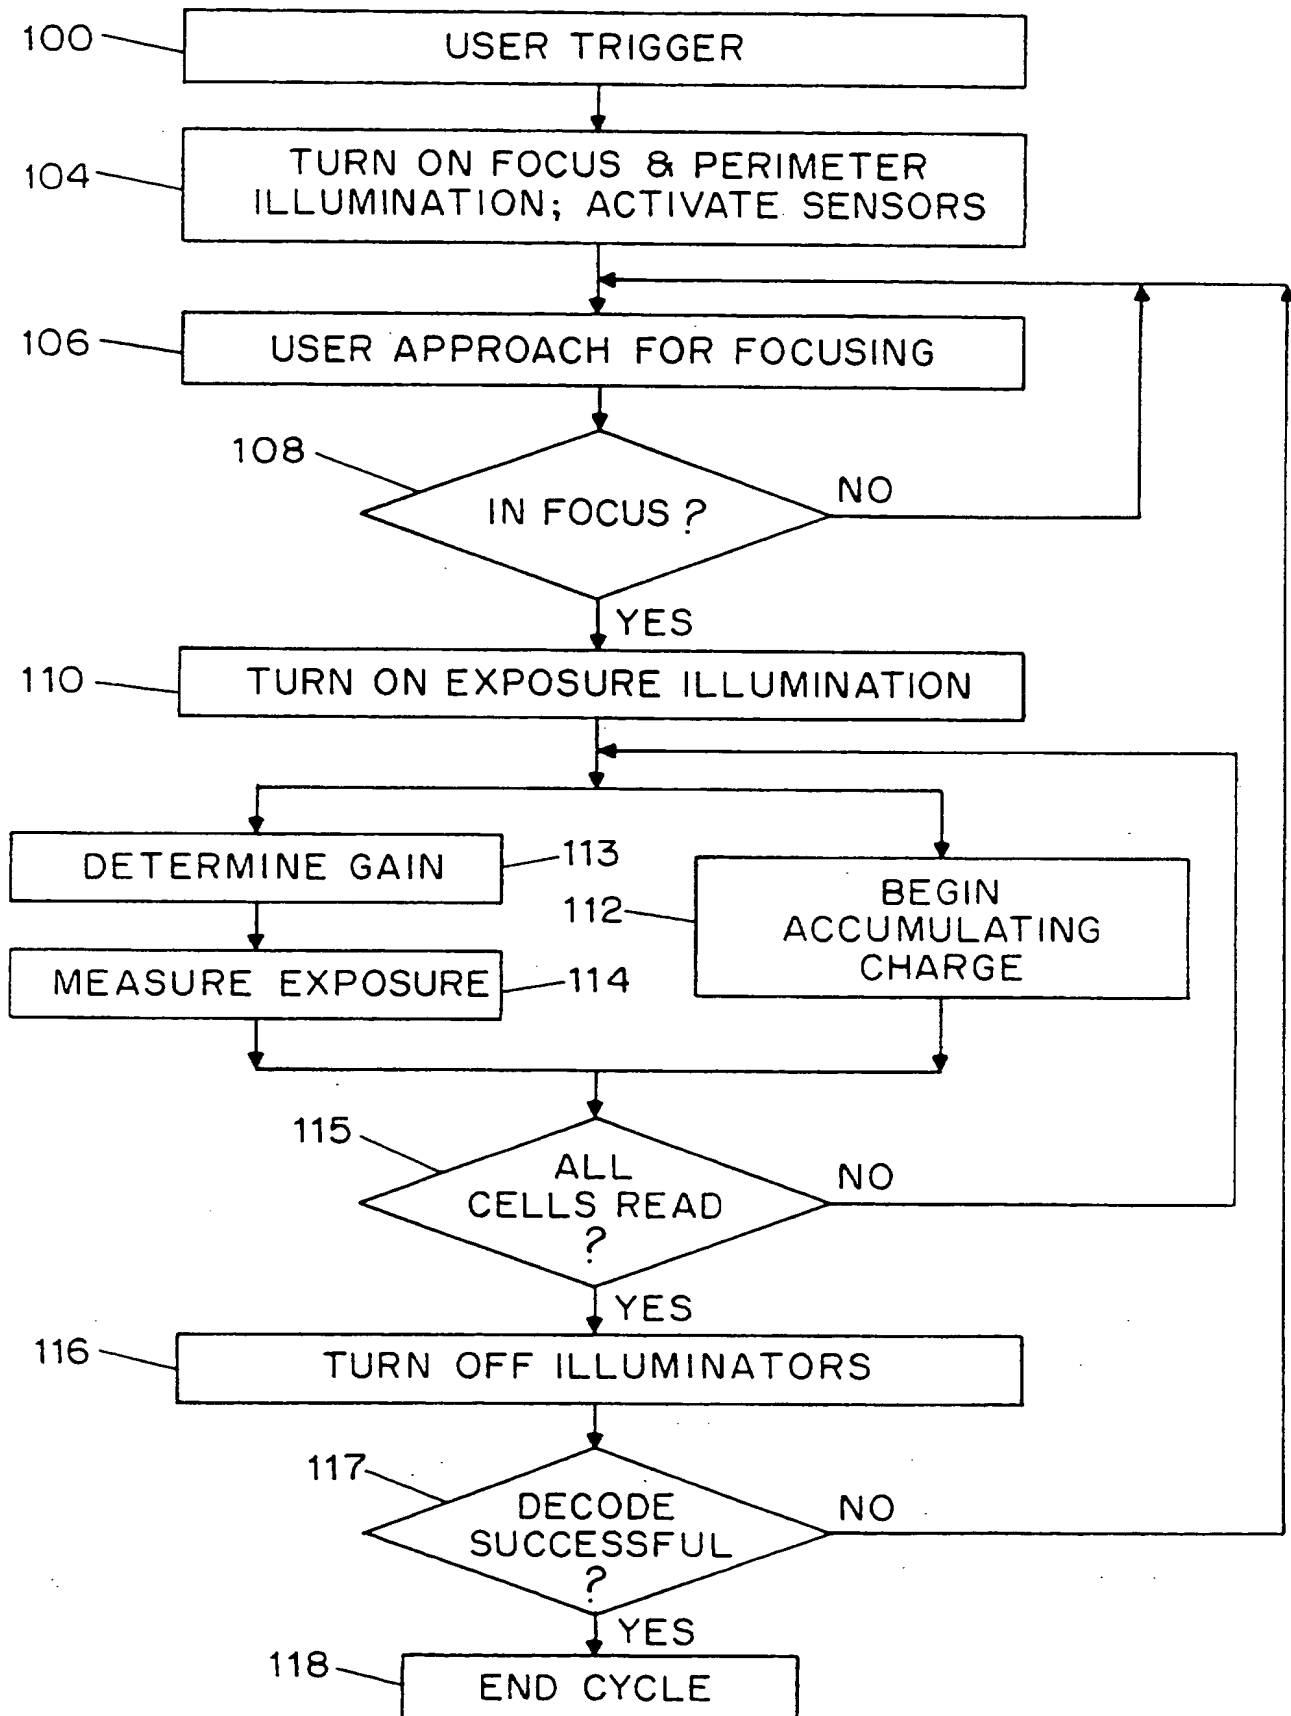 100
USER TRIGGER
104
TURN ON FOCUS & PERIMETER
ILLUMINATION; ACTIVATE SENSORS
106
USER APPROACH FOR FOCUSING
108
IN FOCUS ?
NO
YES
110
TURN ON EXPOSURE ILLUMINATION
DETERMINE GAIN
113
112
BEGIN
ACCUMULATING
CHARGE
MEASURE EXPOSURE
114
115
ALL
CELLS READ
?
NO
YES
116
TURN OFF ILLUMINATORS
117
DECODE
SUCCESSFUL
?
NO
YES
118
END CYCLE